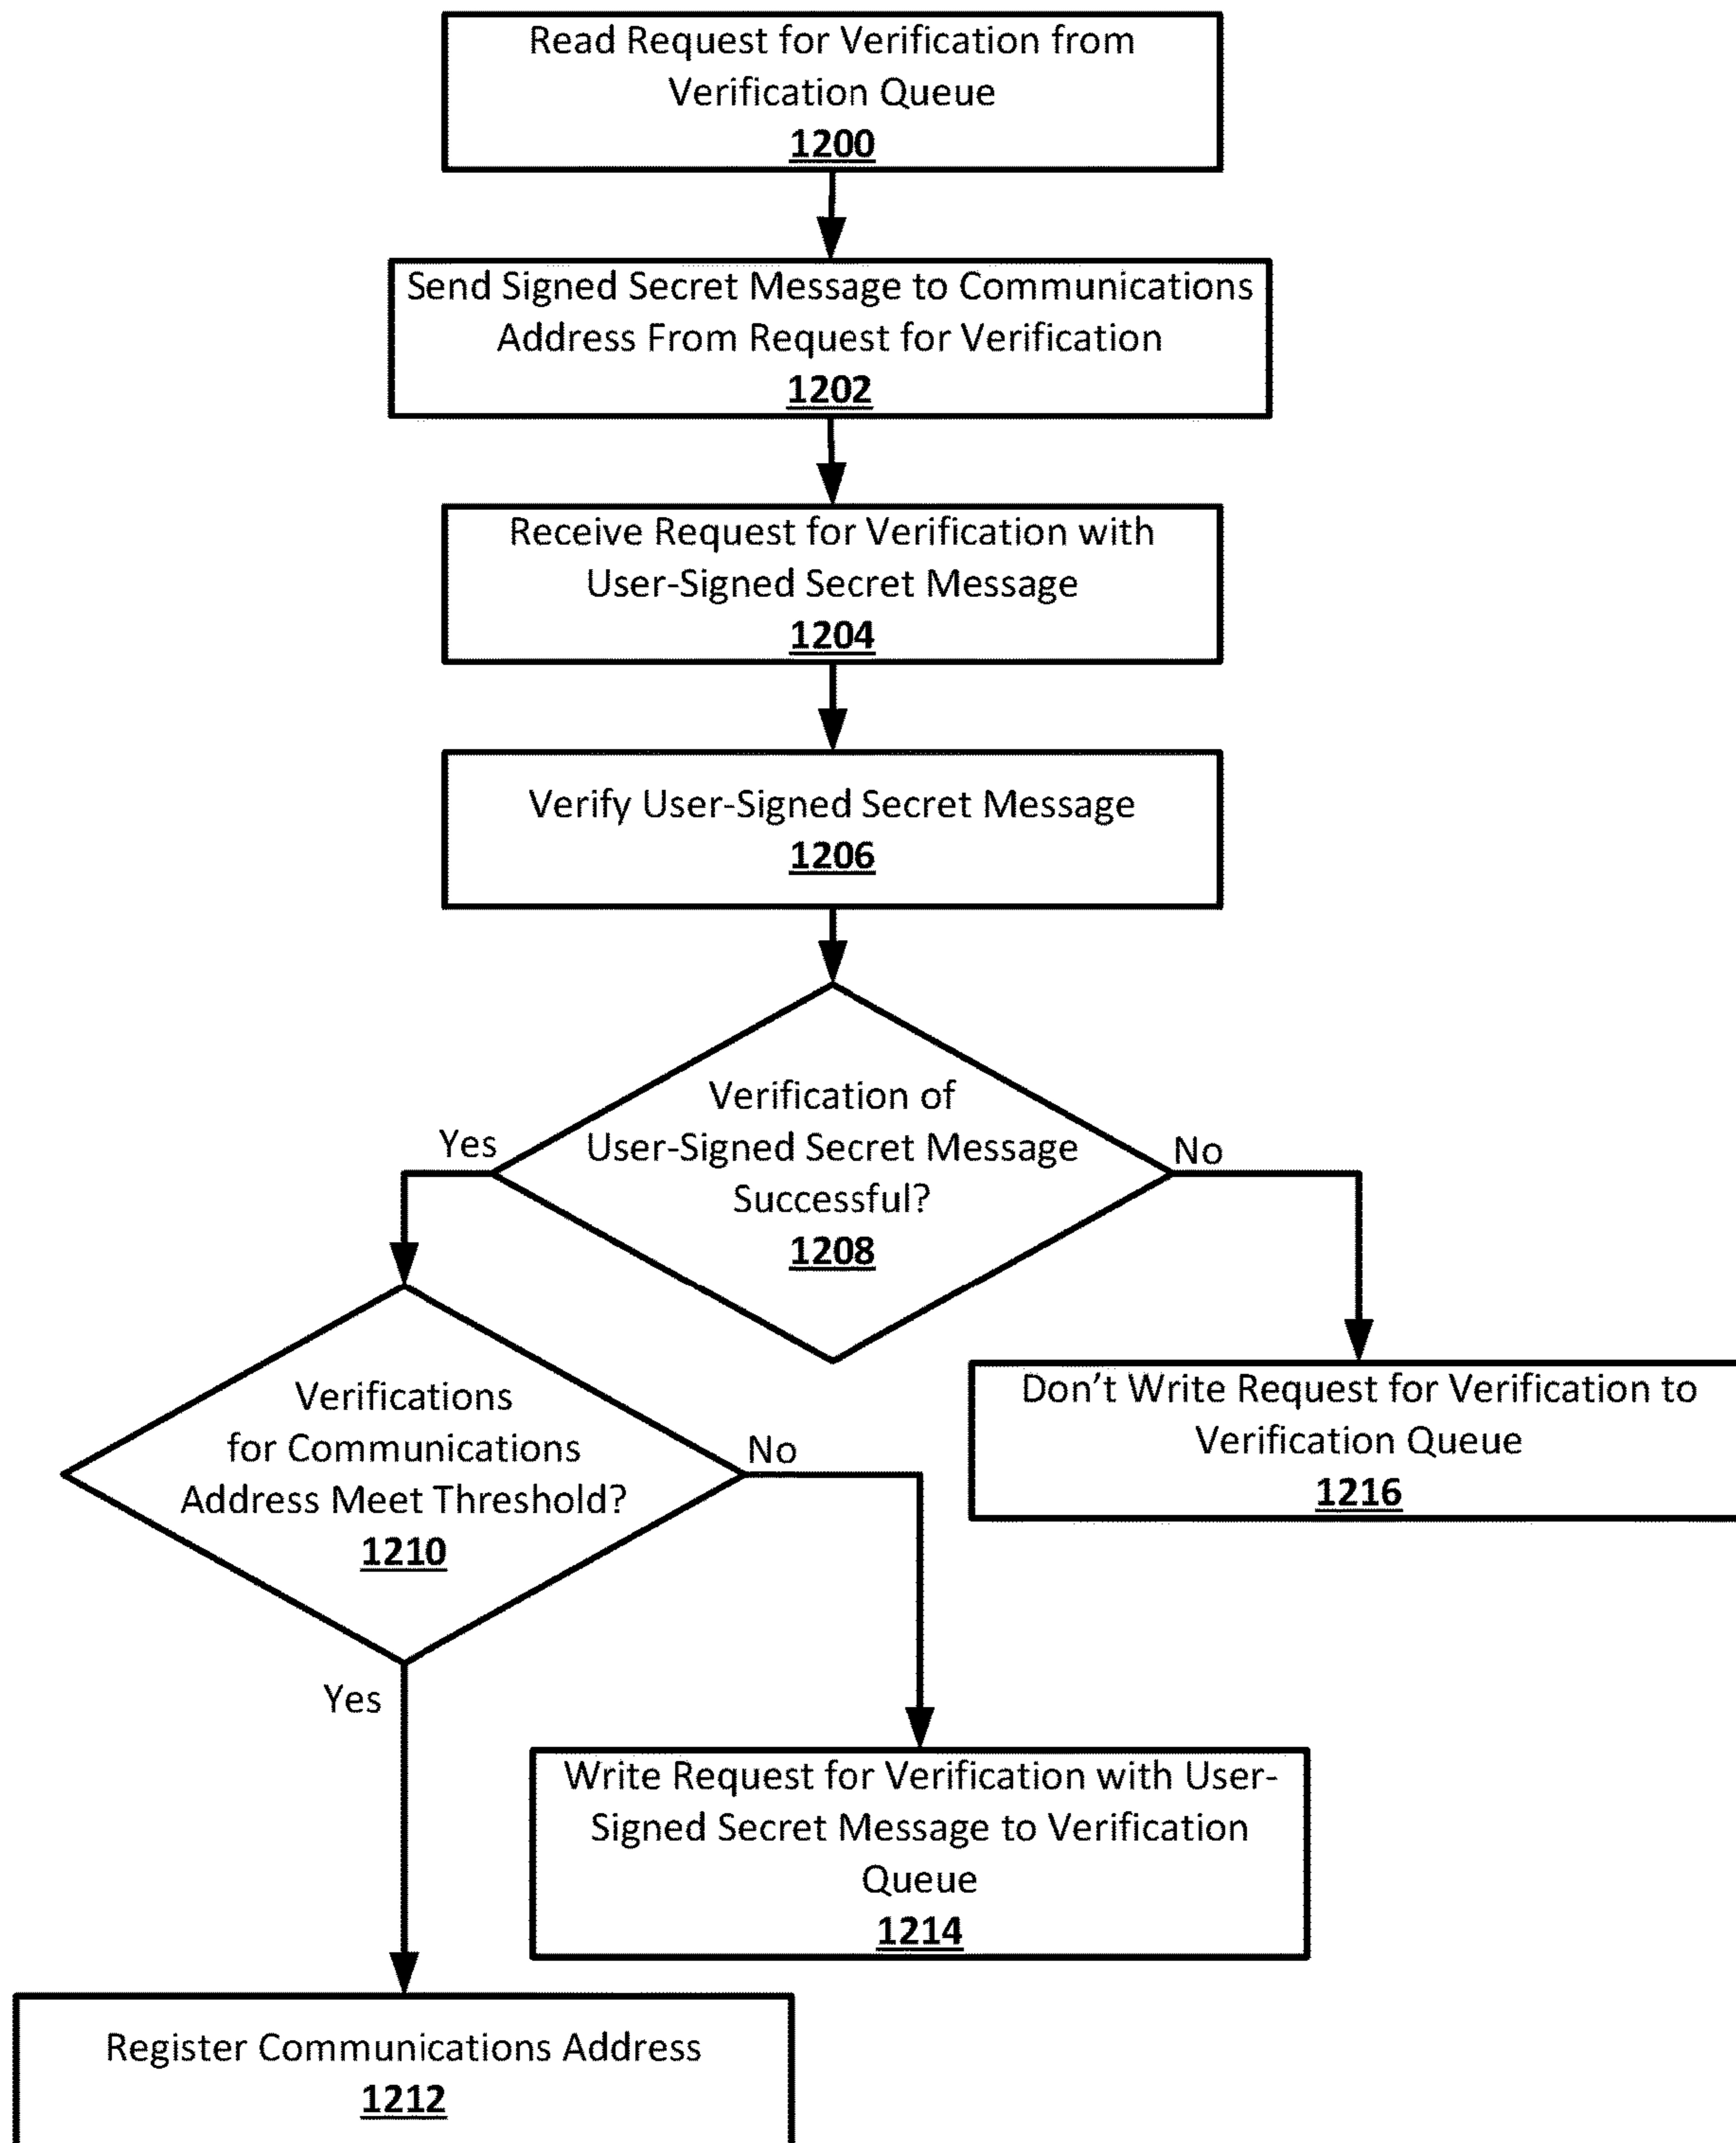 Read Request for Verification from
Verification Queue
1200
Send Signed Secret Message to Communications
Address From Request for Verification
1202
Receive Request for Verification with
User-Signed Secret Message
1204
Verify User-Signed Secret Message
1206
Verification of
User-Signed Secret Message
Successful?
1208
Yes
No
Verifications
for Communications
Address Meet Threshold?
1210
No
Yes
Don't Write Request for Verification to
Verification Queue
1216
Write Request for Verification with User-
Signed Secret Message to Verification
Queue
1214
Register Communications Address
1212